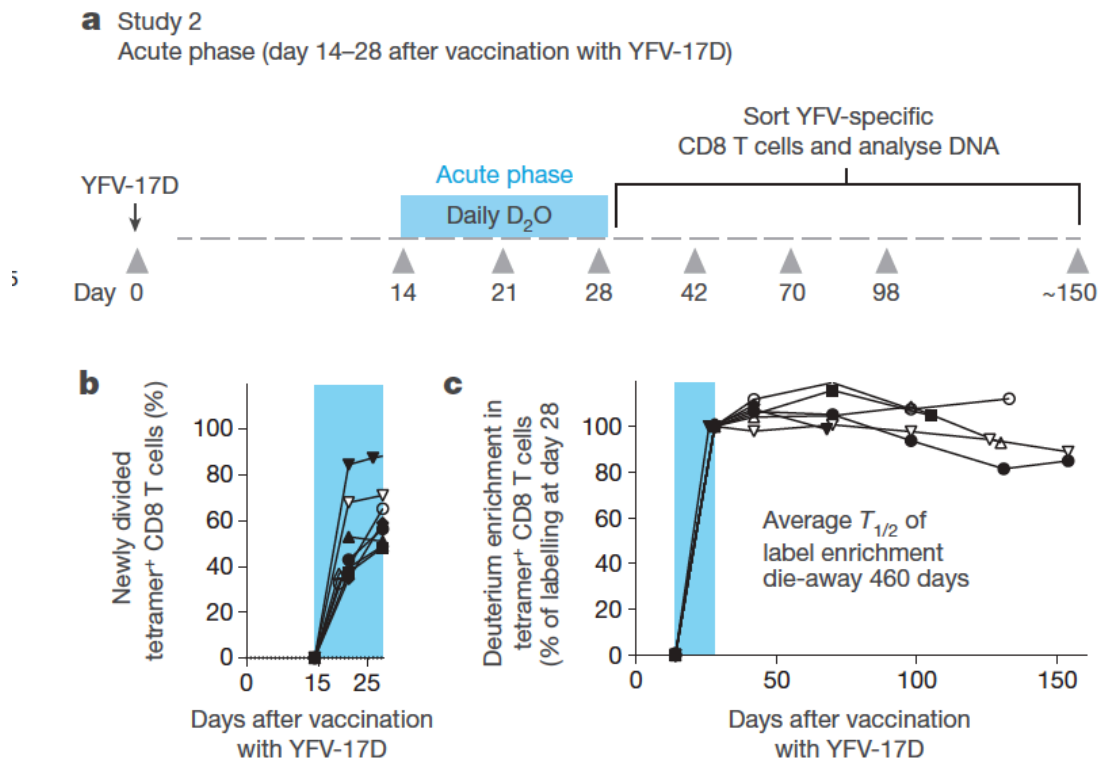 a Study 2
Acute phase (day 14–28 after vaccination with YFV-17D)
Sort YFV-specific
CD8 T cells and analyse DNA
YFV-17D
Acute phase
Daily D₂O
5
Day 0 14 21 28 42 70 98 ~150
b
Newly divided
tetramer⁺ CD8 T cells (%)
100
80
60
40
20
0
0 15 25
Days after vaccination
with YFV-17D
c
Deuterium enrichment in
tetramer⁺ CD8 T cells
(% of labelling at day 28
100
80
60
40
20
0
Average T₁/₂ of
label enrichment
die-away 460 days
0 50 100 150
Days after vaccination
with YFV-17D